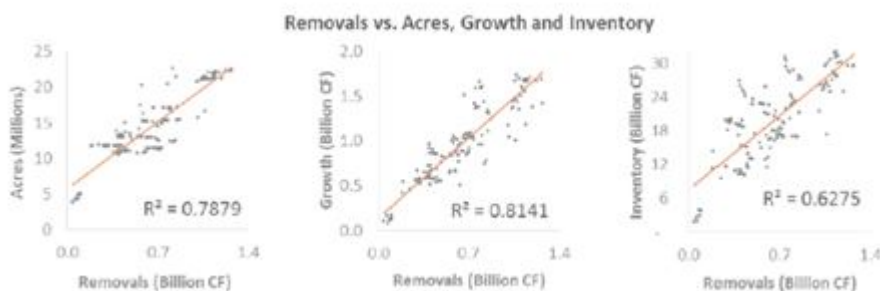 Removals vs. Acres, Growth and Inventory
Acres (Millions)
25
20
15
10
5
0
R² = 0.7879
0.0 0.7 1.4
Removals (Billion CF)
Growth (Billion CF)
2.0
1.5
1.0
0.5
0.0
R² = 0.8141
0.0 0.7 1.4
Removals (Billion CF)
Inventory (Billion CF)
30
24
18
12
6
-
R² = 0.6275
0.0 0.7 1.4
Removals (Billion CF)